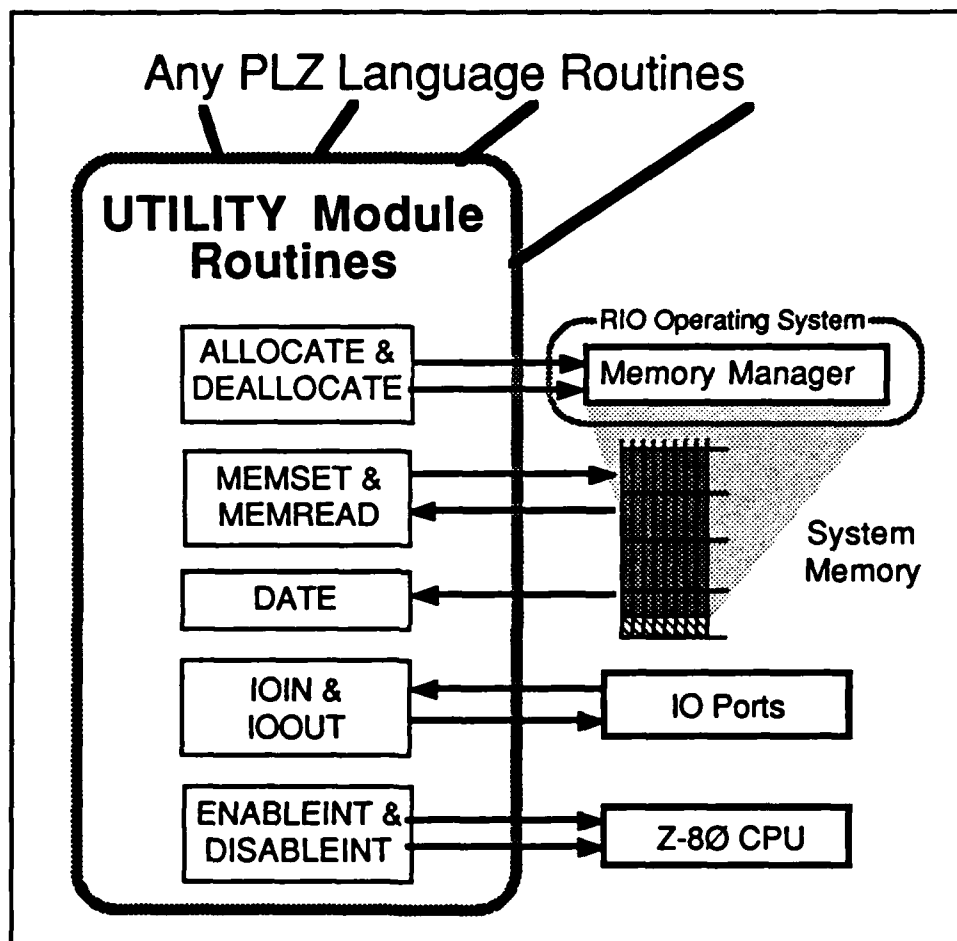 Any PLZ Language Routines
UTILITY Module
Routines
ALLOCATE &
DEALLOCATE
RIO Operating System
Memory Manager
MEMSET &
MEMREAD
System
Memory
DATE
IOIN &
IOOUT
IO Ports
ENABLEINT &
DISABLEINT
Z-8Ø CPU